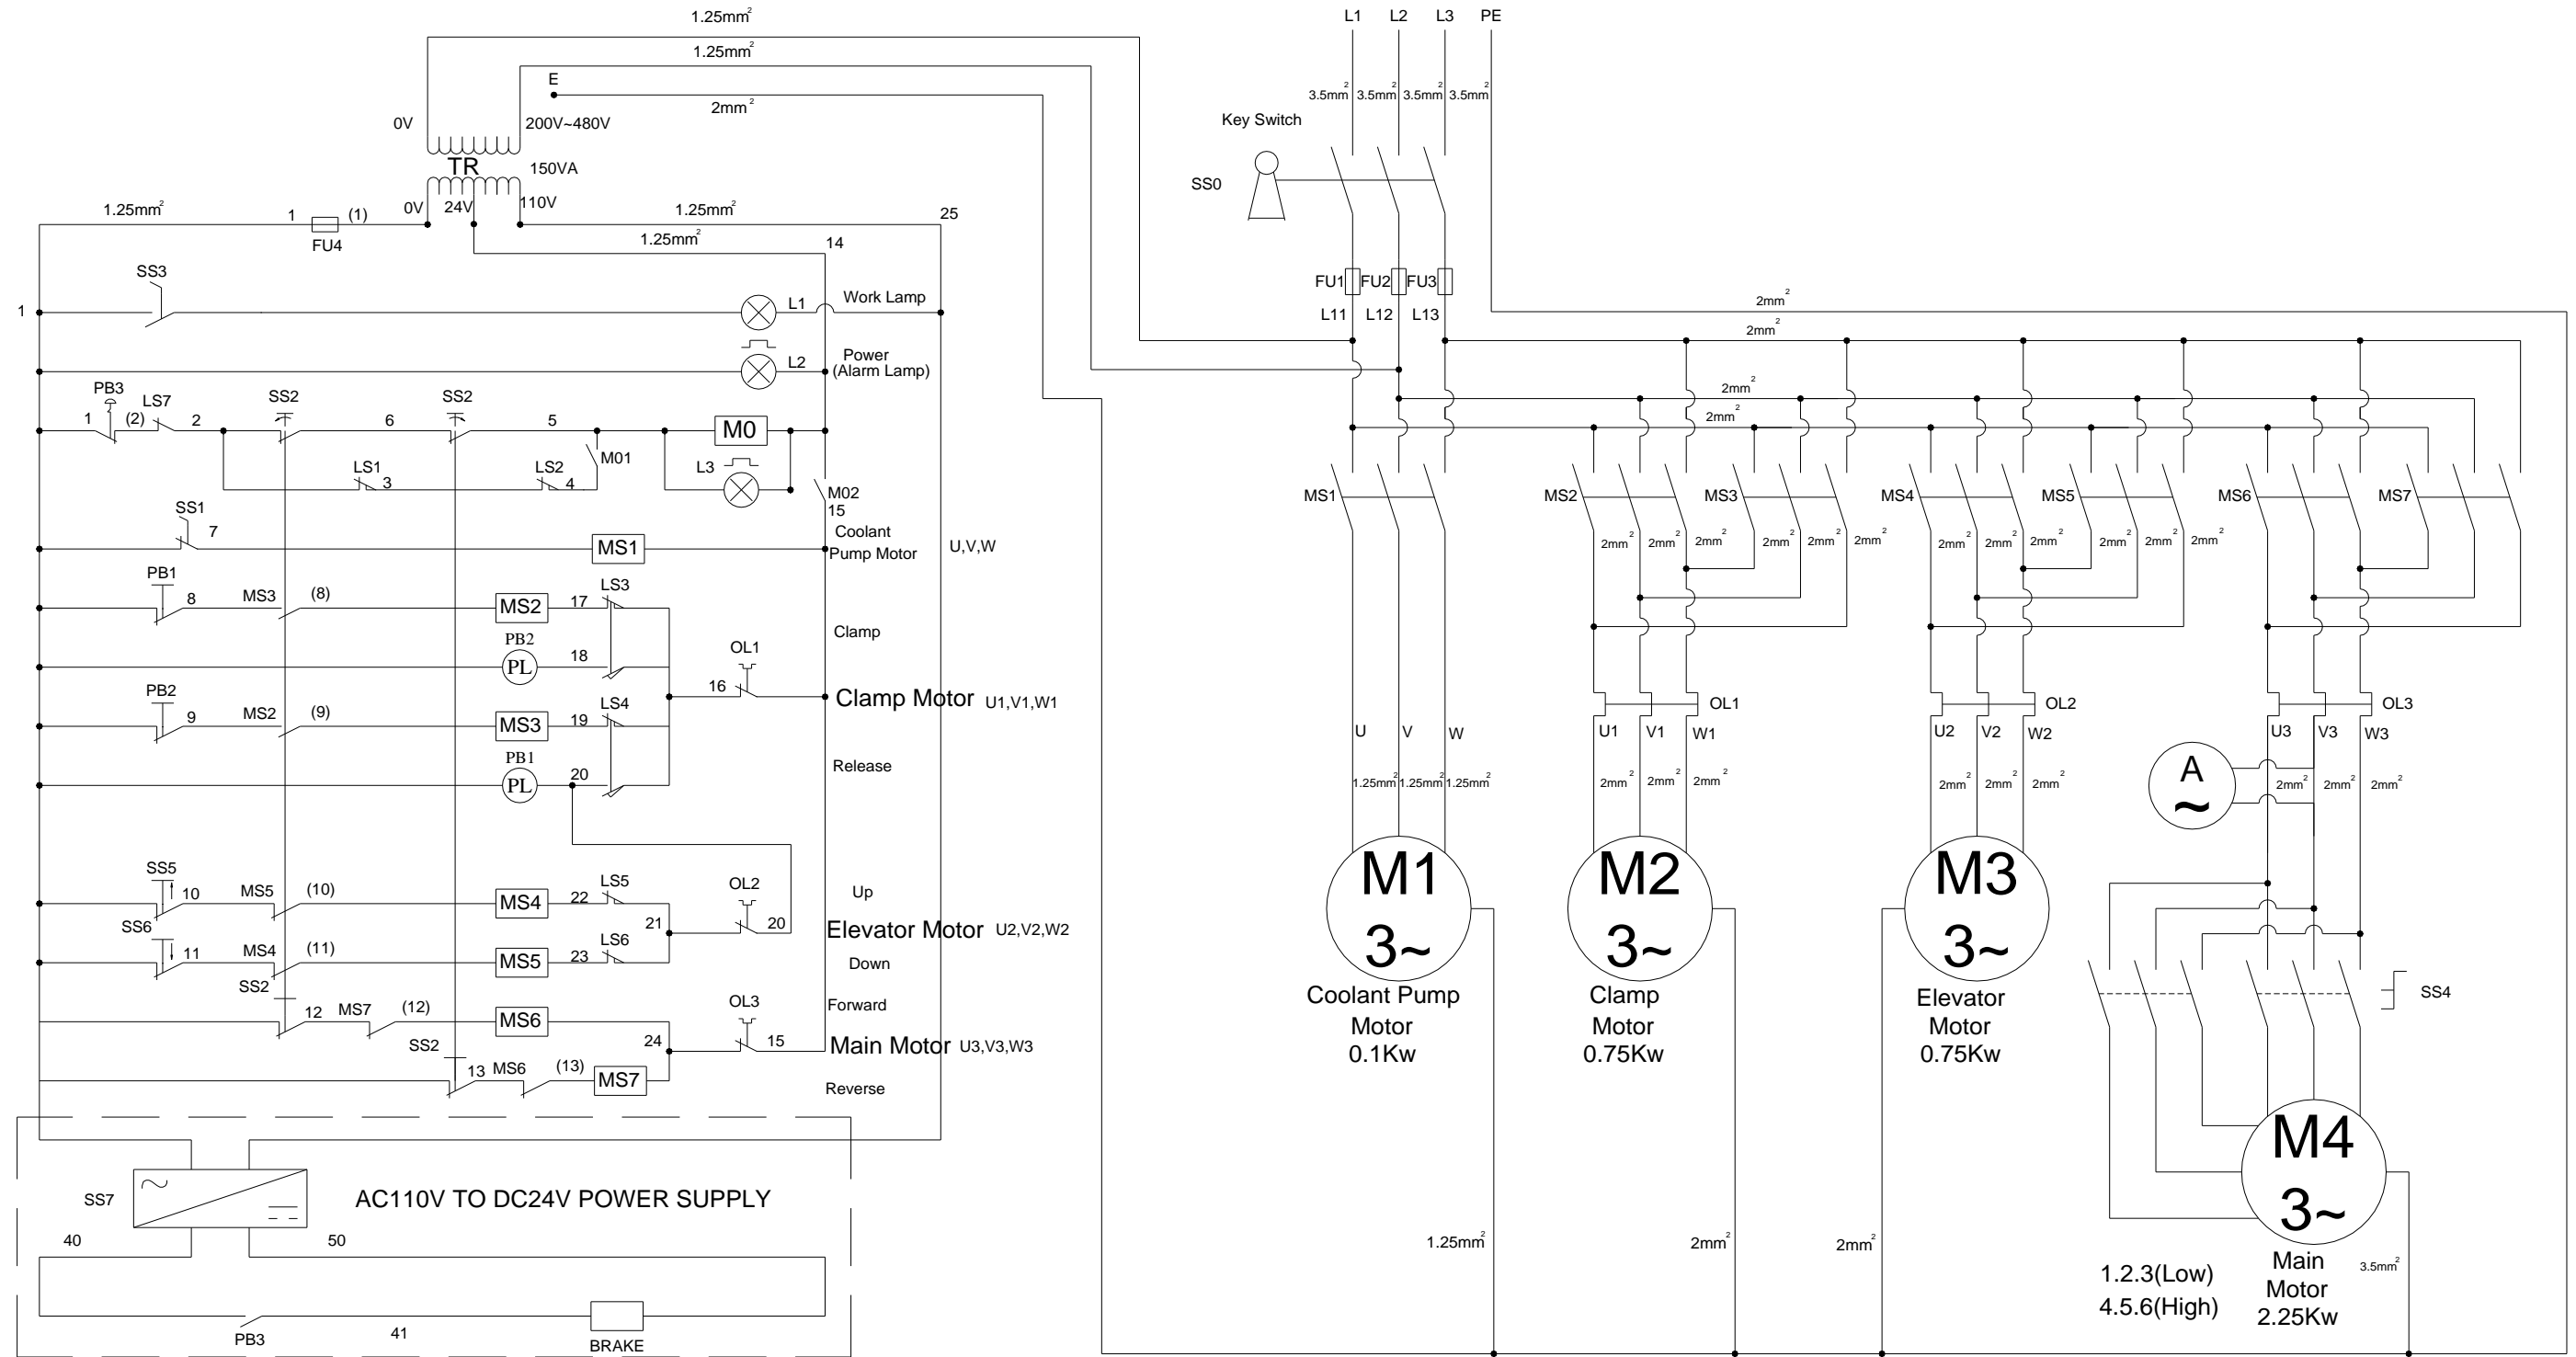 1.25mm²
1.25mm²
E
2mm²
0V
200V~480V
TR
150VA
0V
24V
110V
1.25mm²
1
(1)
FU4
1.25mm²
25
1.25mm²
14
SS3
1
L1
Work Lamp
L2
Power
(Alarm Lamp)
PB3
1
(2)
LS7
2
SS2
6
SS2
5
M0
M01
LS1
3
LS2
4
L3
M02
15
SS1
7
MS1
Coolant
Pump Motor
U,V,W
PB1
8
MS3
(8)
MS2
17
LS3
Clamp
PB2
PL
18
OL1
16
Clamp Motor
U1,V1,W1
PB2
9
MS2
(9)
MS3
19
LS4
Release
PB1
PL
20
SS5
10
MS5
(10)
MS4
22
LS5
OL2
Up
21
20
Elevator Motor
U2,V2,W2
SS6
11
MS4
(11)
MS5
23
LS6
Down
SS2
12
MS7
(12)
MS6
OL3
Forward
24
15
Main Motor
U3,V3,W3
SS2
13
MS6
(13)
MS7
Reverse
SS7
AC110V TO DC24V POWER SUPPLY
40
50
PB3
41
BRAKE
L1
L2
L3
PE
3.5mm²
3.5mm²
3.5mm²
3.5mm²
Key Switch
SS0
FU1
FU2
FU3
L11
L12
L13
2mm²
2mm²
2mm²
2mm²
MS1
MS2
MS3
MS4
MS5
MS6
MS7
2mm²
2mm²
2mm²
2mm²
2mm²
2mm²
2mm²
2mm²
2mm²
2mm²
2mm²
2mm²
OL1
OL2
OL3
U
V
W
U1
V1
W1
U2
V2
W2
U3
V3
W3
A
~
1.25mm²
1.25mm²
1.25mm²
2mm²
2mm²
2mm²
2mm²
2mm²
2mm²
2mm²
2mm²
2mm²
M1
3~
Coolant Pump
Motor
0.1Kw
M2
3~
Clamp
Motor
0.75Kw
M3
3~
Elevator
Motor
0.75Kw
SS4
M4
3~
Main
Motor
2.25Kw
1.25mm²
2mm²
2mm²
3.5mm²
1.2.3(Low)
4.5.6(High)